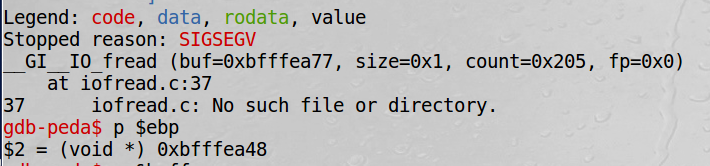 Legend: code, data, rodata, value
Stopped reason: SIGSEGV
__GI__IO_fread (buf=0xbfffea77, size=0x1, count=0x205, fp=0x0)
    at iofread.c:37
37      iofread.c: No such file or directory.
gdb-peda$ p $ebp
$2 = (void *) 0xbfffea48